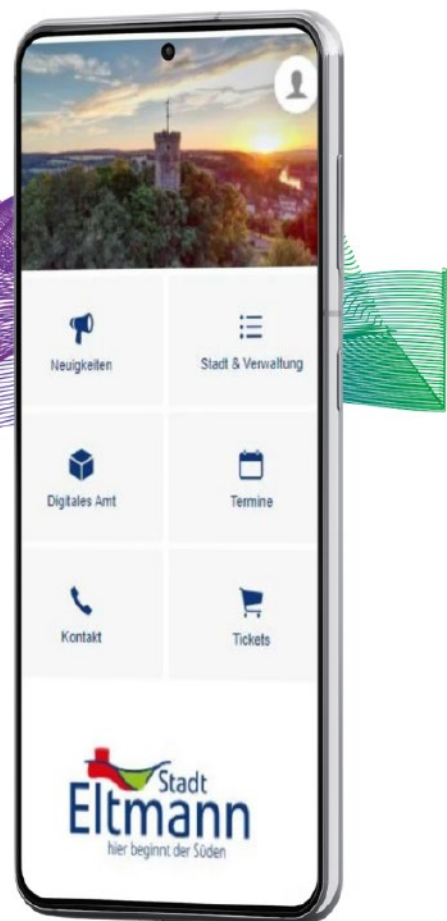 Neuigkeiten
Stadt & Verwaltung
Digitales Amt
Termine
Kontakt
Tickets
Stadt
Eltmann
hier beginnt der Süden